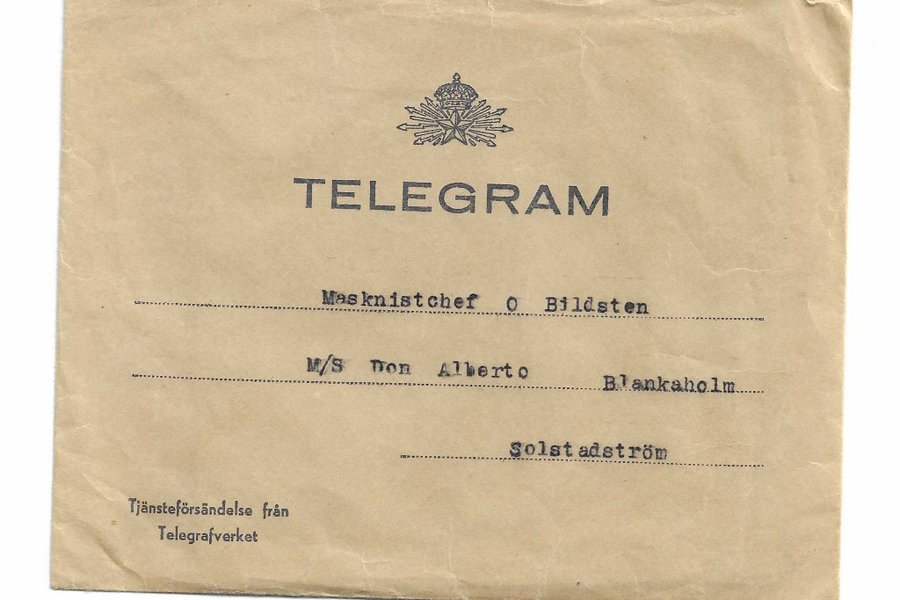 TELEGRAM
Masknistchef O Bildsten
M/S Don Alberto Blankaholm
Solstadström
Tjänsteförsändelse från
Telegrafverket